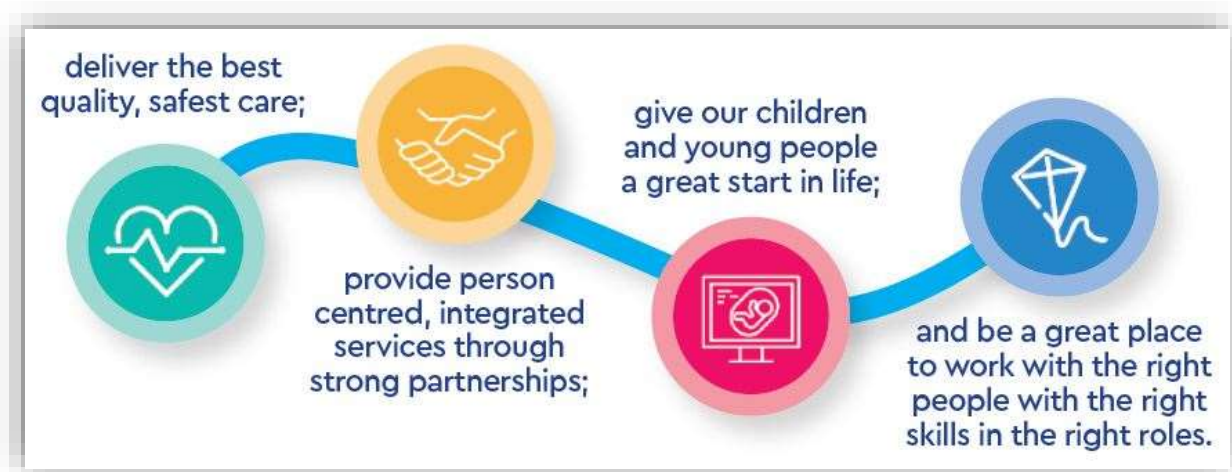 deliver the best
quality, safest care;
provide person
centred, integrated
services through
strong partnerships;
give our children
and young people
a great start in life;
and be a great place
to work with the right
people with the right
skills in the right roles.